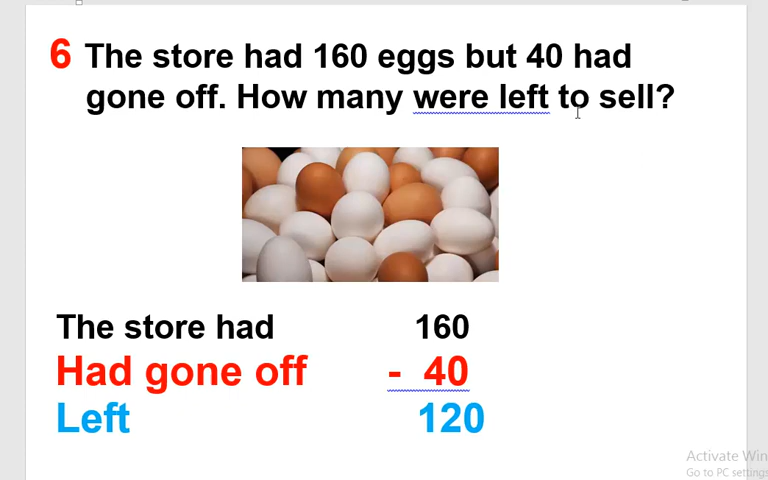 6 The store had 160 eggs but 40 had
gone off. How many were left to sell?
The store had 160
Had gone off - 40
Left 120
Activate Win
Go to PC settings